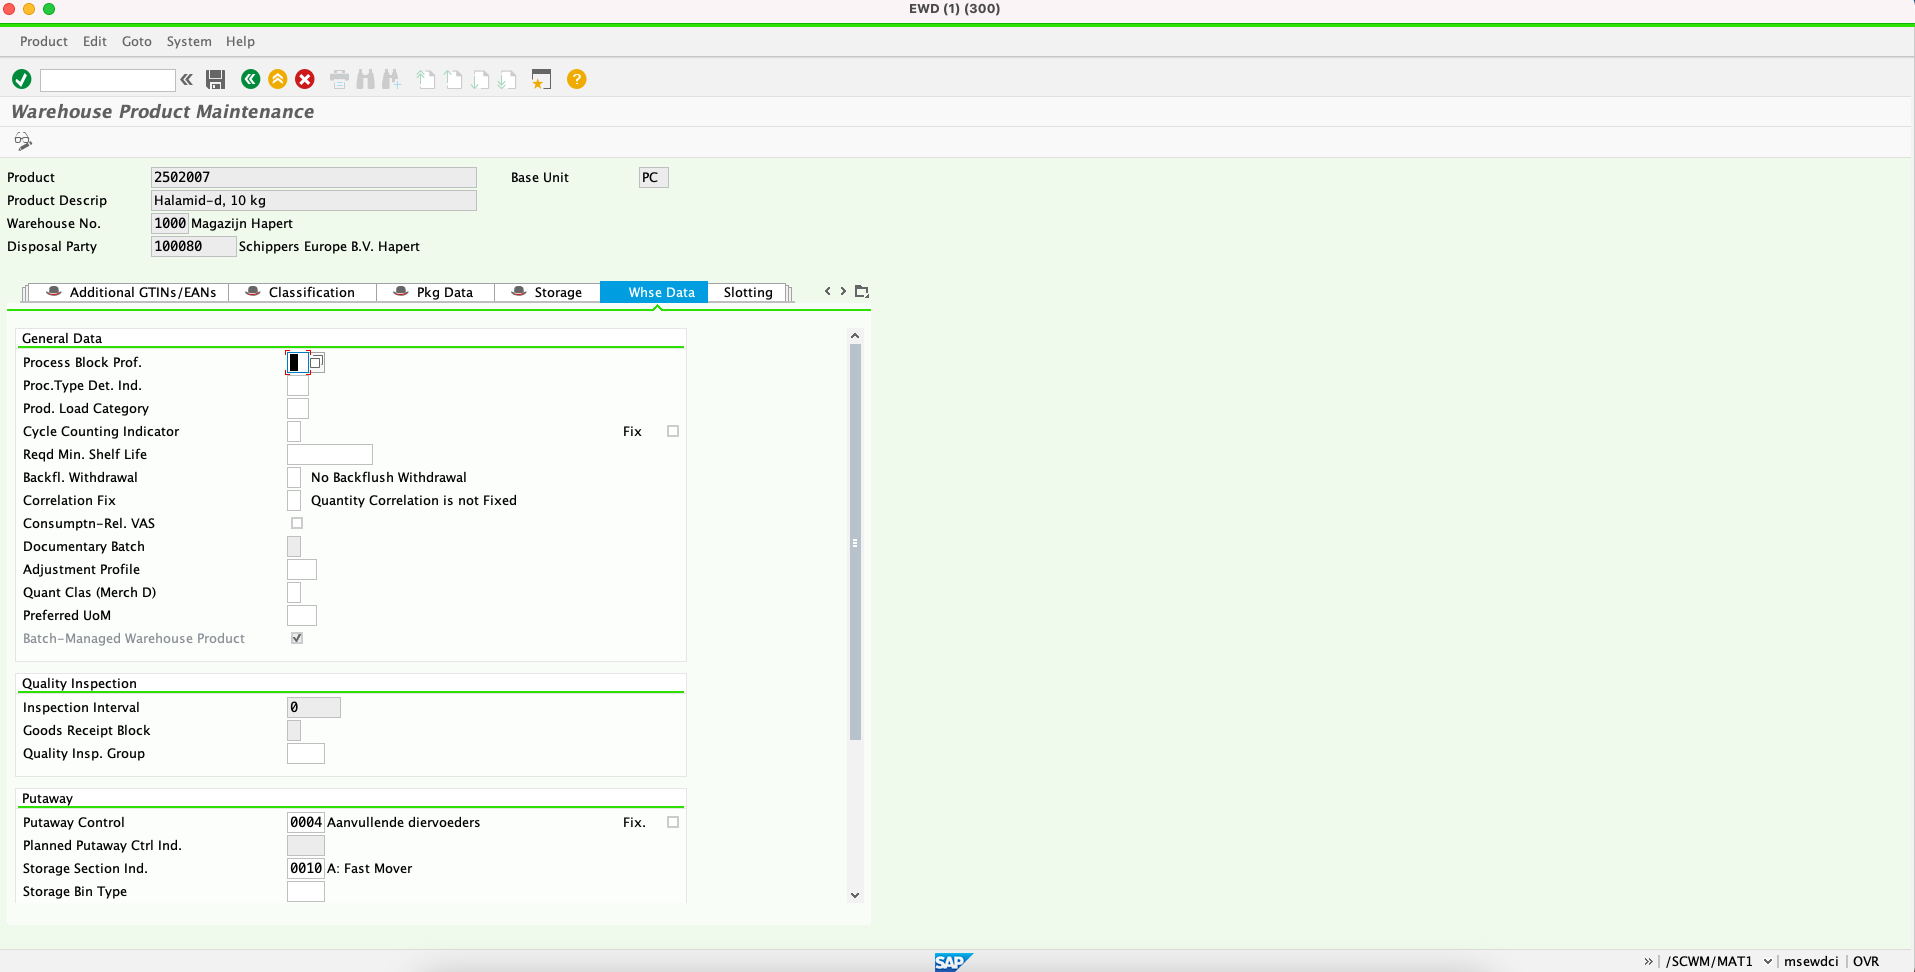 EWD (1) (300)
Product Edit Goto System Help
Warehouse Product Maintenance
Product 2502007 Base Unit PC
Product Descrip Halamid-d, 10 kg
Warehouse No. 1000 Magazijn Hapert
Disposal Party 100080 Schippers Europe B.V. Hapert
Additional GTINs/EANs Classification Pkg Data Storage Whse Data Slotting
General Data
Process Block Prof.
Proc.Type Det. Ind.
Prod. Load Category
Cycle Counting Indicator Fix
Reqd Min. Shelf Life
Backfl. Withdrawal No Backflush Withdrawal
Correlation Fix Quantity Correlation is not Fixed
Consumptn-Rel. VAS
Documentary Batch
Adjustment Profile
Quant Clas (Merch D)
Preferred UoM
Batch-Managed Warehouse Product
Quality Inspection
Inspection Interval 0
Goods Receipt Block
Quality Insp. Group
Putaway
Putaway Control 0004 Aanvullende diervoeders Fix.
Planned Putaway Ctrl Ind.
Storage Section Ind. 0010 A: Fast Mover
Storage Bin Type
SAP /SCWM/MAT1 msewdci OVR